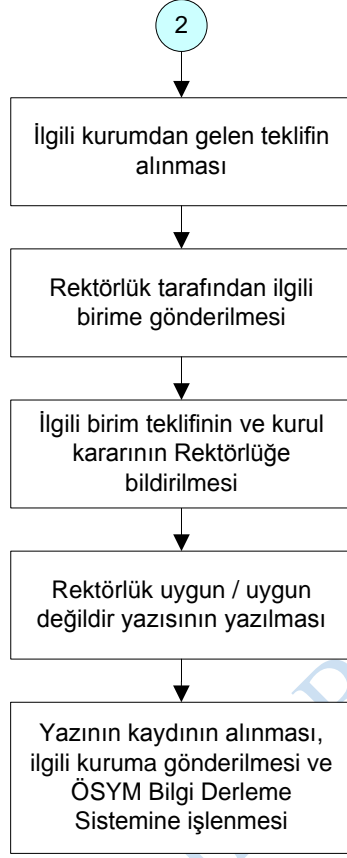 2
İlgili kurumdan gelen teklifin
alınması
Rektörlük tarafından ilgili
birime gönderilmesi
İlgili birim teklifinin ve kurul
kararının Rektörlüğe
bildirilmesi
Rektörlük uygun / uygun
değildir yazısının yazılması
Yazının kaydının alınması,
ilgili kuruma gönderilmesi ve
ÖSYM Bilgi Derleme
Sistemine işlenmesi